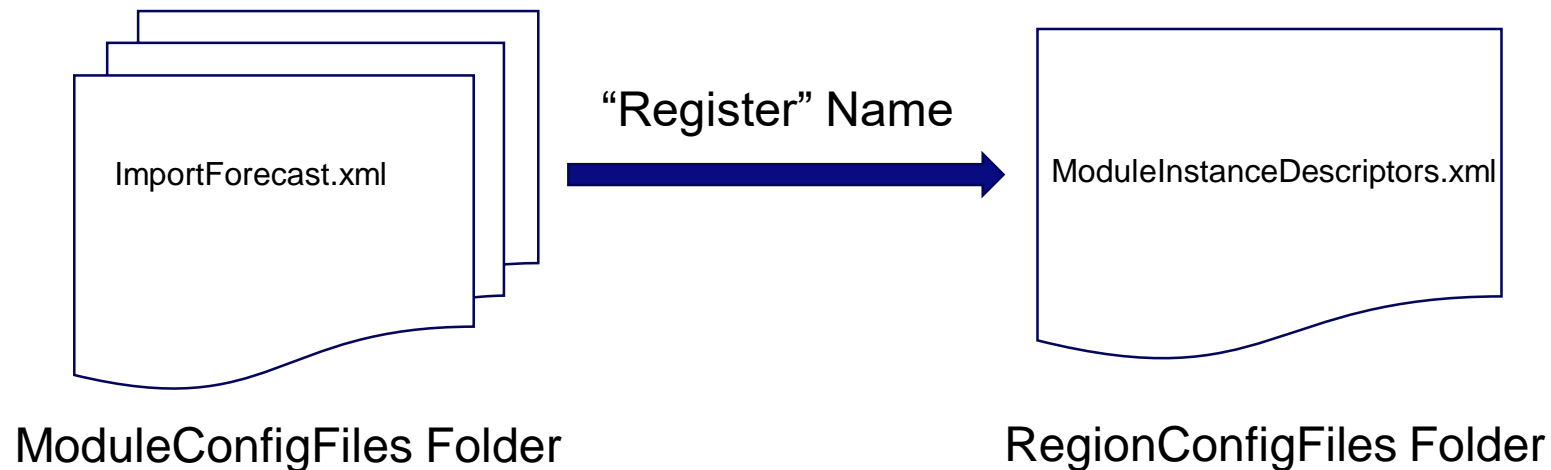 “Register” Name
ImportForecast.xml
ModuleInstanceDescriptors.xml
ModuleConfigFiles Folder
RegionConfigFiles Folder